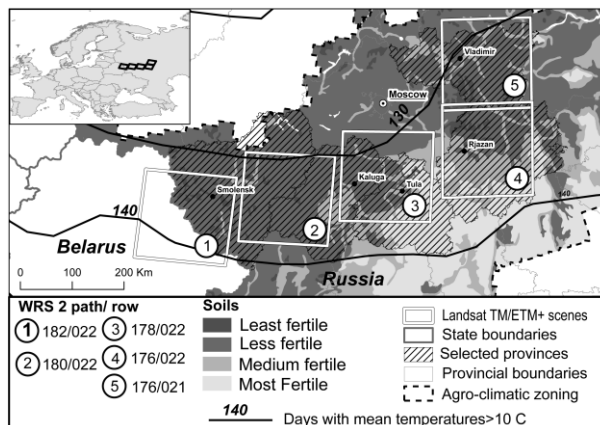 Vladimir
Moscow
130
5
Rjazan
Smolensk
Kaluga
Tula
4
3
140
140
Belarus
1
2
0 100 200 Km
Russia
WRS 2 path/ row
1 182/022
2 180/022
3 178/022
4 176/022
5 176/021
Soils
Least fertile
Less fertile
Medium fertile
Most Fertile
Landsat TM/ETM+ scenes
State boundaries
Selected provinces
Provincial boundaries
Agro-climatic zoning
140 Days with mean temperatures>10 C